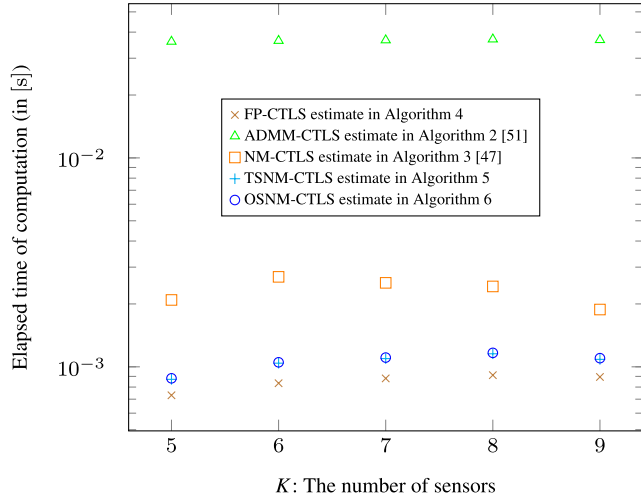 Elapsed time of computation (in [s])
10−2
10−3
FP-CTLS estimate in Algorithm 4
ADMM-CTLS estimate in Algorithm 2 [51]
NM-CTLS estimate in Algorithm 3 [47]
TSNM-CTLS estimate in Algorithm 5
OSNM-CTLS estimate in Algorithm 6
5 6 7 8 9
K: The number of sensors